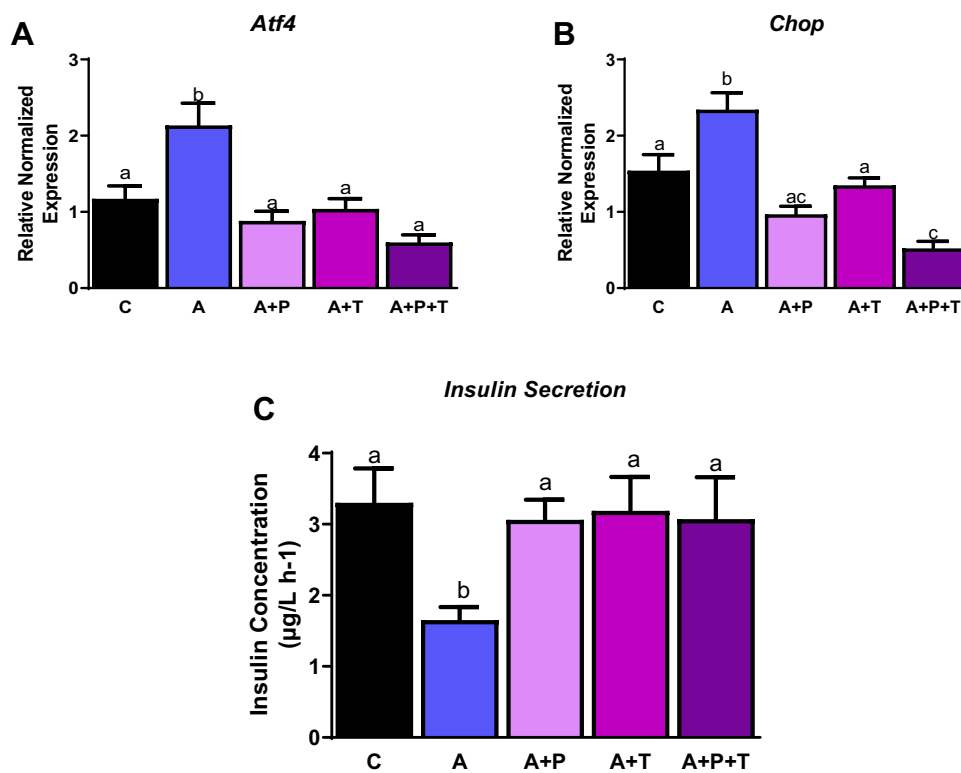 A
Atf4
Relative Normalized
Expression
3
2
1
0
a
b
a
a
a
C
A
A+P
A+T
A+P+T
B
Chop
Relative Normalized
Expression
3
2
1
0
a
b
ac
a
c
C
A
A+P
A+T
A+P+T
C
Insulin Secretion
Insulin Concentration
(µg/L h-1)
4
3
2
1
0
a
b
a
a
a
C
A
A+P
A+T
A+P+T